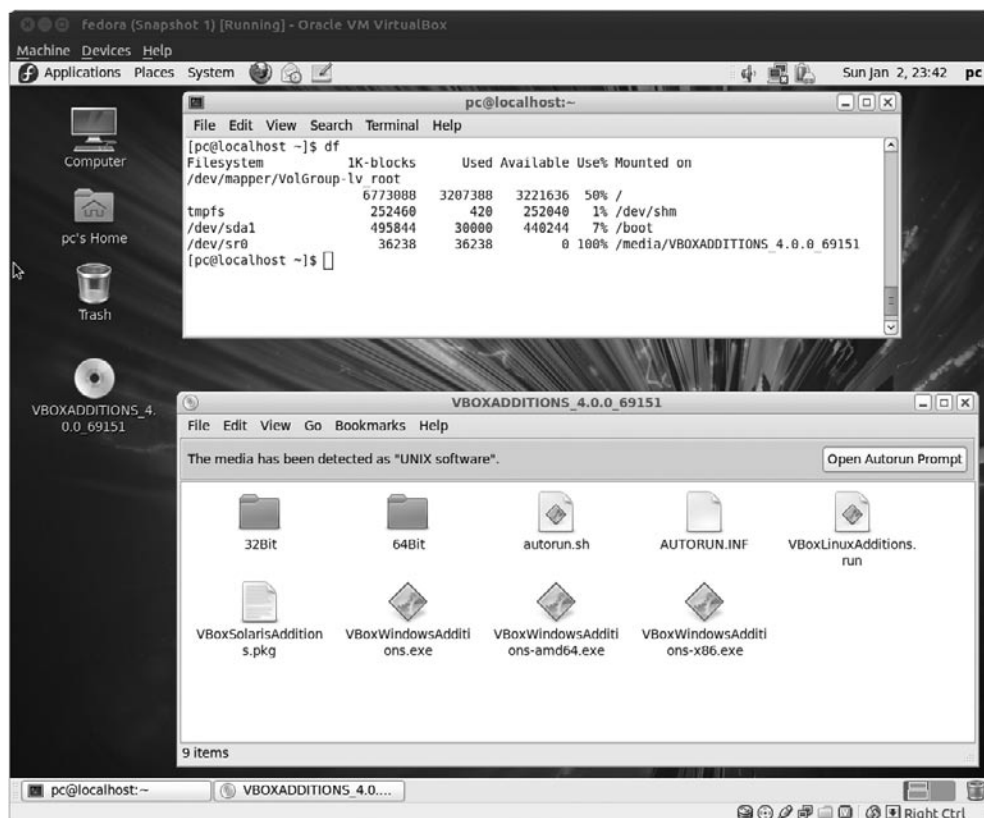 fedora (Snapshot 1) [Running] - Oracle VM VirtualBox
Machine Devices Help
Applications Places System
Sun Jan 2, 23:42 pc
Computer
pc's Home
Trash
VBOXADDITIONS_4.
0.0_69151
pc@localhost:~
File Edit View Search Terminal Help
[pc@localhost ~]$ df
Filesystem 1K-blocks Used Available Use% Mounted on
/dev/mapper/VolGroup-lv_root
6773088 3207388 3221636 50% /
tmpfs 252460 420 252040 1% /dev/shm
/dev/sda1 495844 30000 440244 7% /boot
/dev/sr0 36238 36238 0 100% /media/VBOXADDITIONS_4.0.0_69151
[pc@localhost ~]$
VBOXADDITIONS_4.0.0_69151
File Edit View Go Bookmarks Help
The media has been detected as "UNIX software".
Open Autorun Prompt
32Bit
64Bit
autorun.sh
AUTORUN.INF
VBoxLinuxAdditions.
run
VBoxSolarisAddition
s.pkg
VBoxWindowsAdditi
ons.exe
VBoxWindowsAdditi
ons-amd64.exe
VBoxWindowsAdditi
ons-x86.exe
9 items
pc@localhost:~
VBOXADDITIONS_4.0....
Right Ctrl